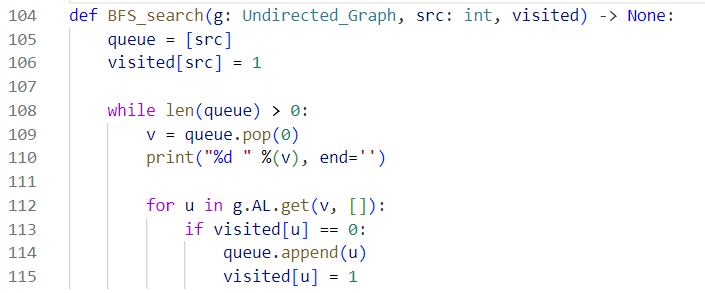 104 def BFS_search(g: Undirected_Graph, src: int, visited) -> None:
105     queue = [src]
106     visited[src] = 1
107
108     while len(queue) > 0:
109         v = queue.pop(0)
110         print("%d " %(v), end='')
111
112         for u in g.AL.get(v, []):
113             if visited[u] == 0:
114                 queue.append(u)
115                 visited[u] = 1